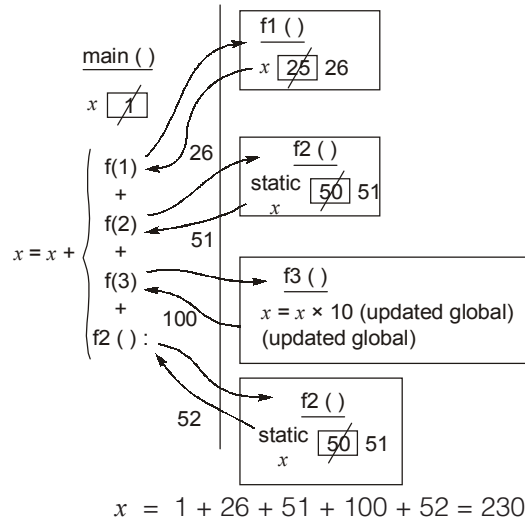 main ( )
x 1
x = x +
f(1)
+
f(2)
+
f(3)
+
f2 ( ) :
26
51
100
52
f1 ( )
x 25 26
f2 ( )
static 50 51
x
f3 ( )
x = x × 10 (updated global)
(updated global)
f2 ( )
static 50 51
x
x = 1 + 26 + 51 + 100 + 52 = 230